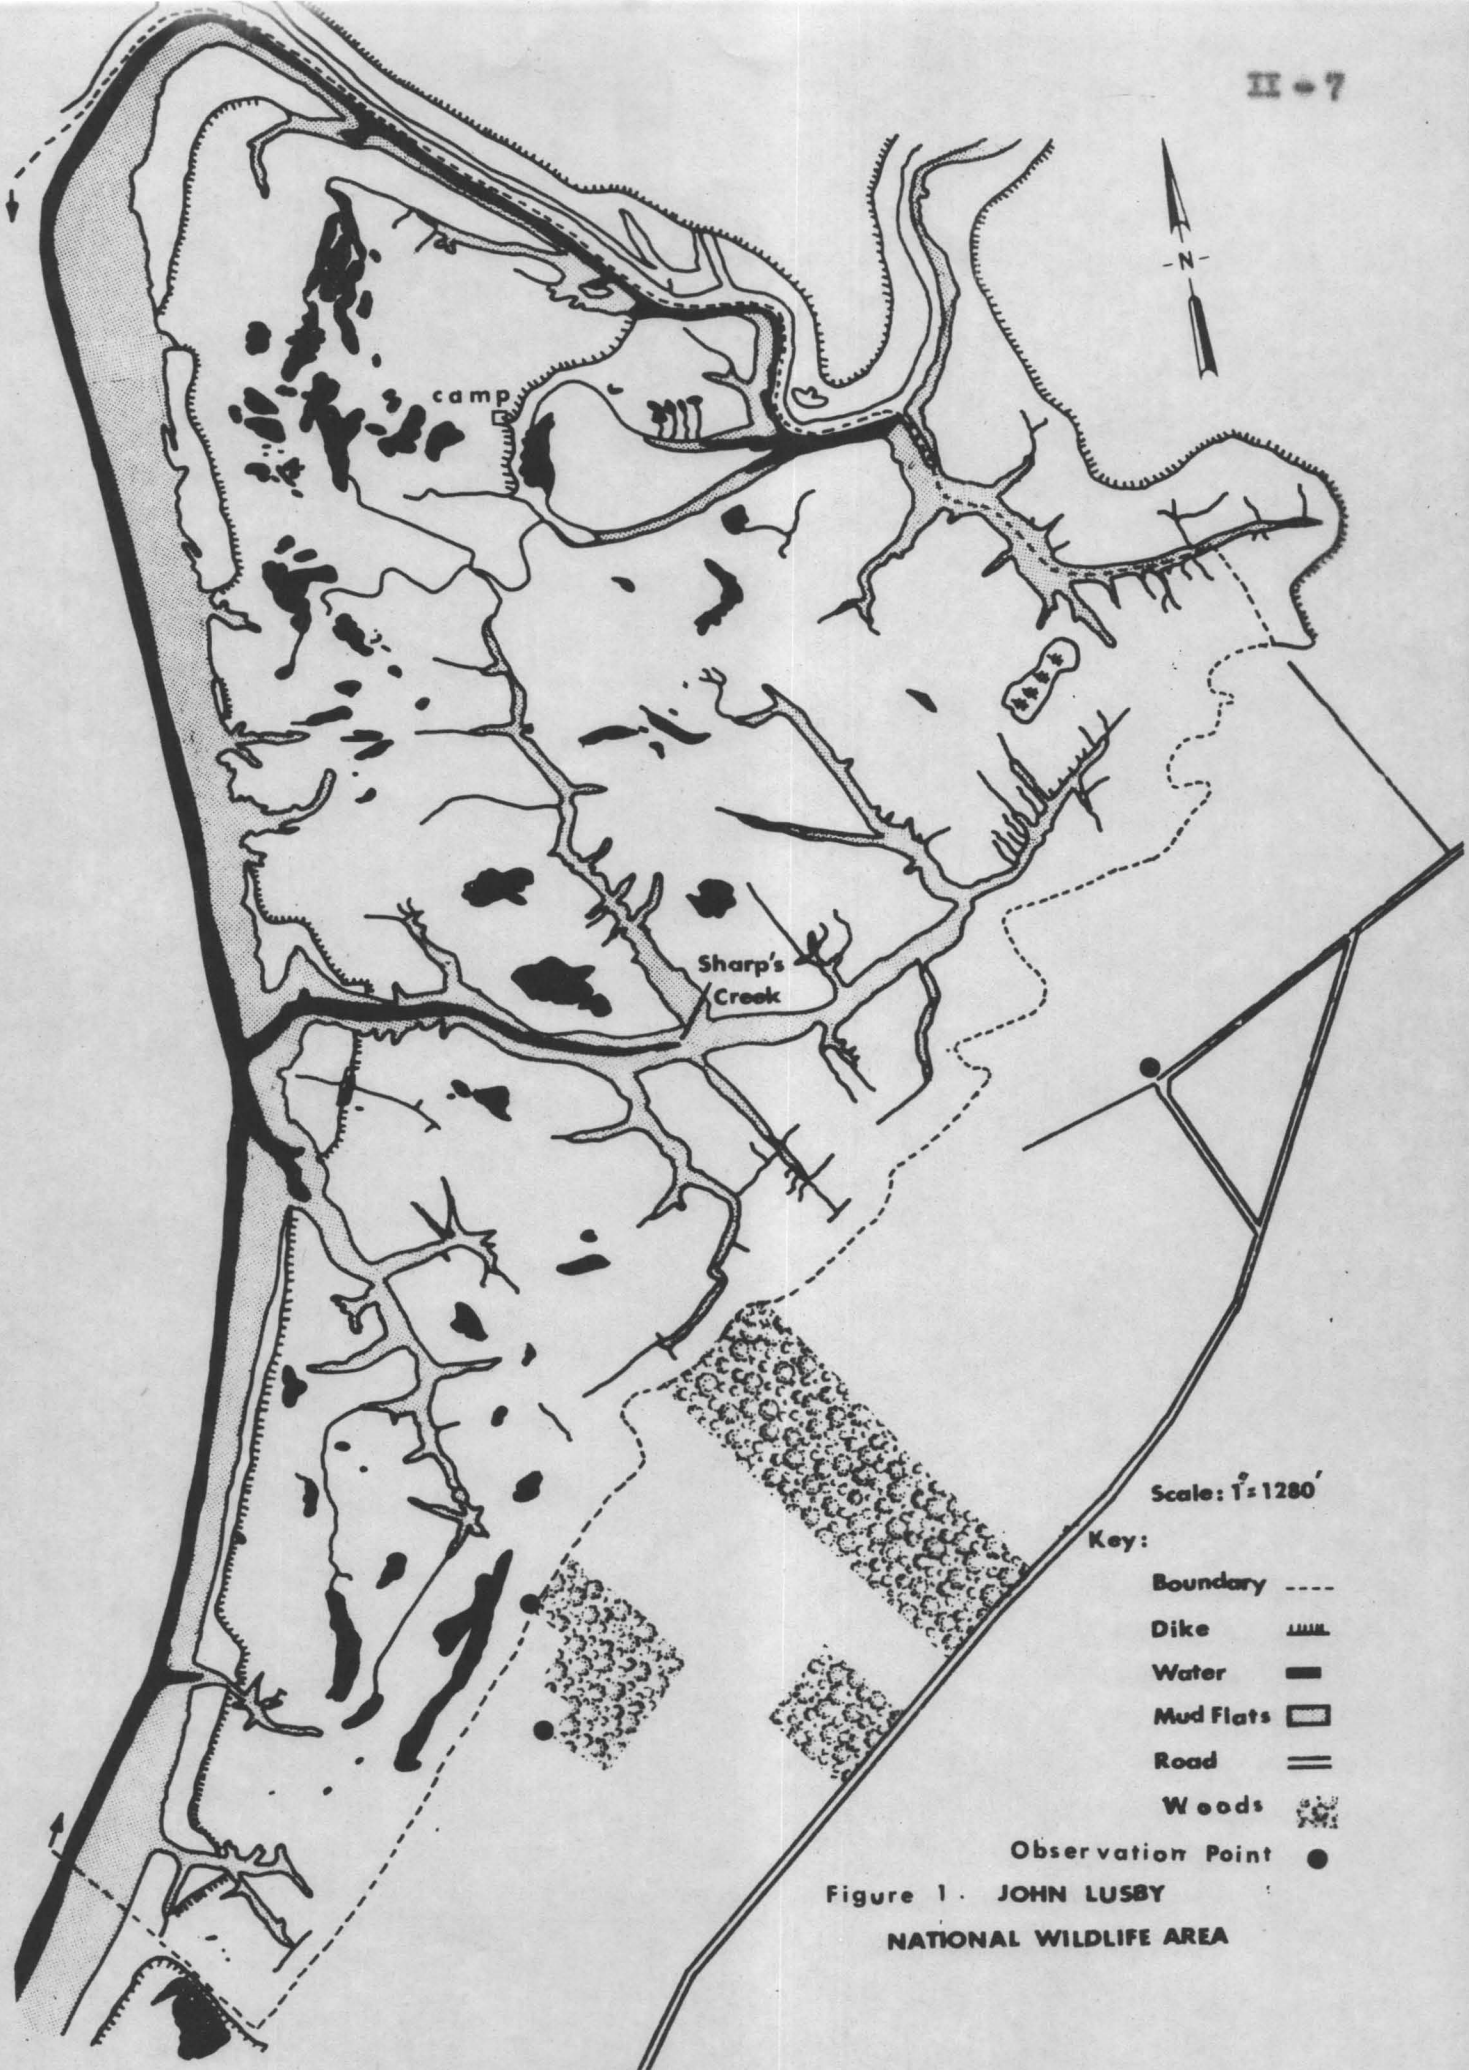 II - 7
- N -
camp
Sharp's
Creek
Scale: 1" = 1280'
Key:
Boundary
Dike
Water
Mud Flats
Road
Woods
Observation Point
Figure 1. JOHN LUSBY
NATIONAL WILDLIFE AREA